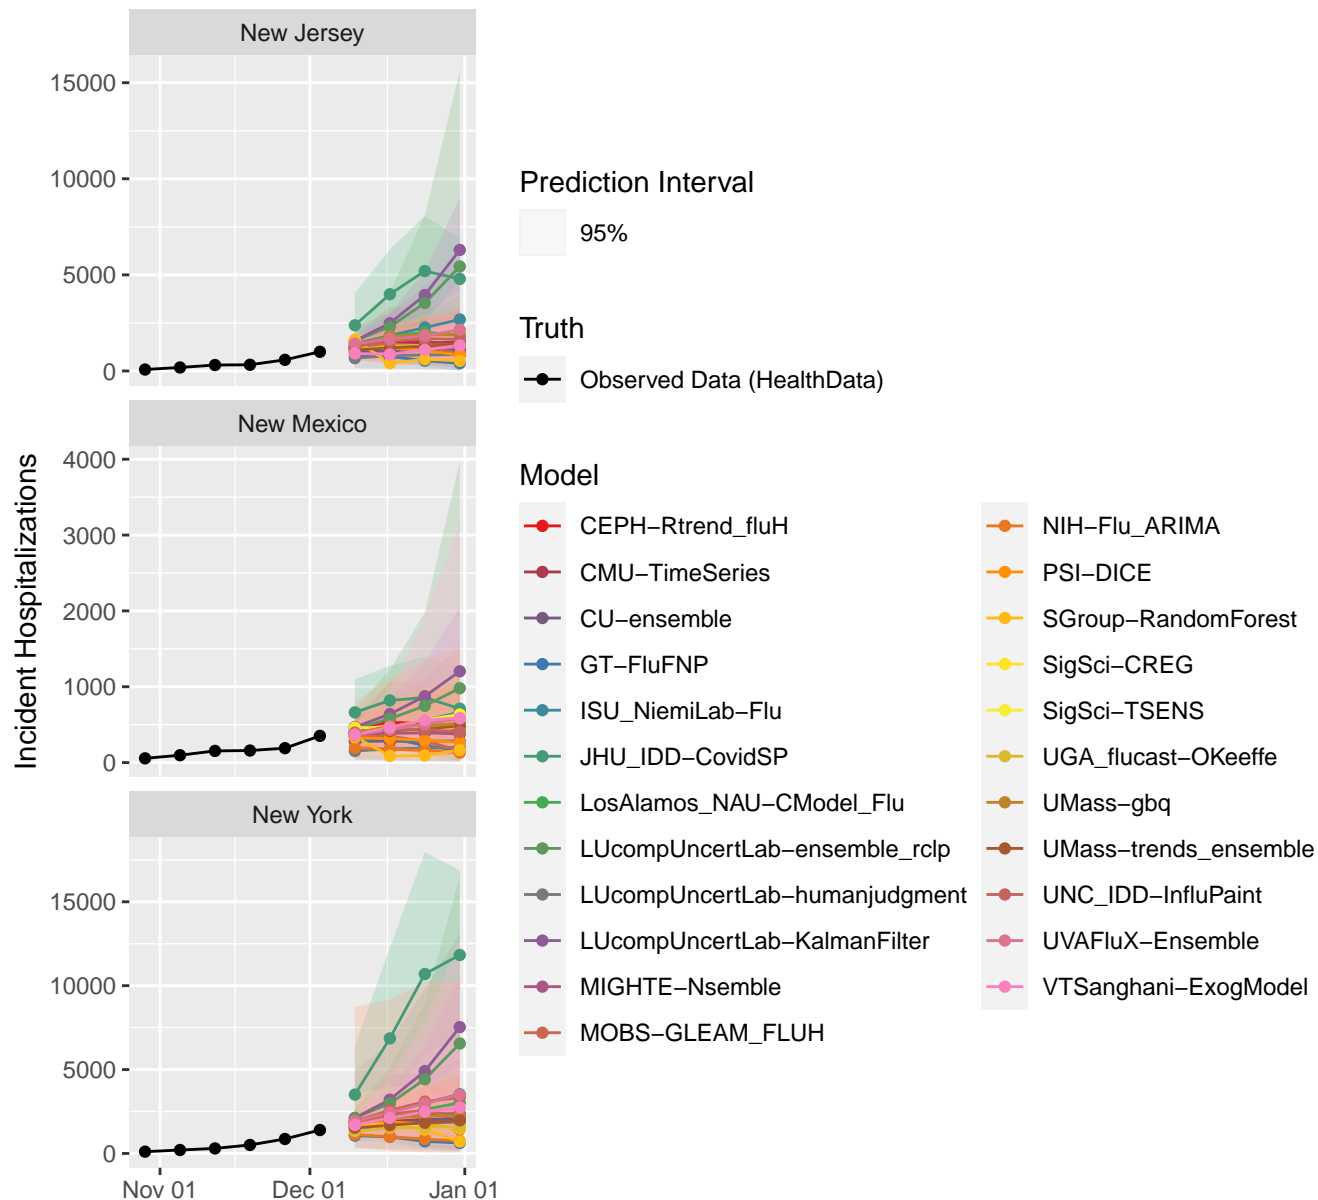 New Jersey
15000
10000
5000
0
New Mexico
4000
3000
2000
1000
0
New York
15000
10000
5000
0
Nov 01
Dec 01
Jan 01
Incident Hospitalizations
Prediction Interval
95%
Truth
Observed Data (HealthData)
Model
CEPH−Rtrend_fluH
CMU−TimeSeries
CU−ensemble
GT−FluFNP
ISU_NiemiLab−Flu
JHU_IDD−CovidSP
LosAlamos_NAU−CModel_Flu
LUcompUncertLab−ensemble_rclp
LUcompUncertLab−humanjudgment
LUcompUncertLab−KalmanFilter
MIGHTE−Nsemble
MOBS−GLEAM_FLUH
NIH−Flu_ARIMA
PSI−DICE
SGroup−RandomForest
SigSci−CREG
SigSci−TSENS
UGA_flucast−OKeeffe
UMass−gbq
UMass−trends_ensemble
UNC_IDD−InfluPaint
UVAFluX−Ensemble
VTSanghani−ExogModel